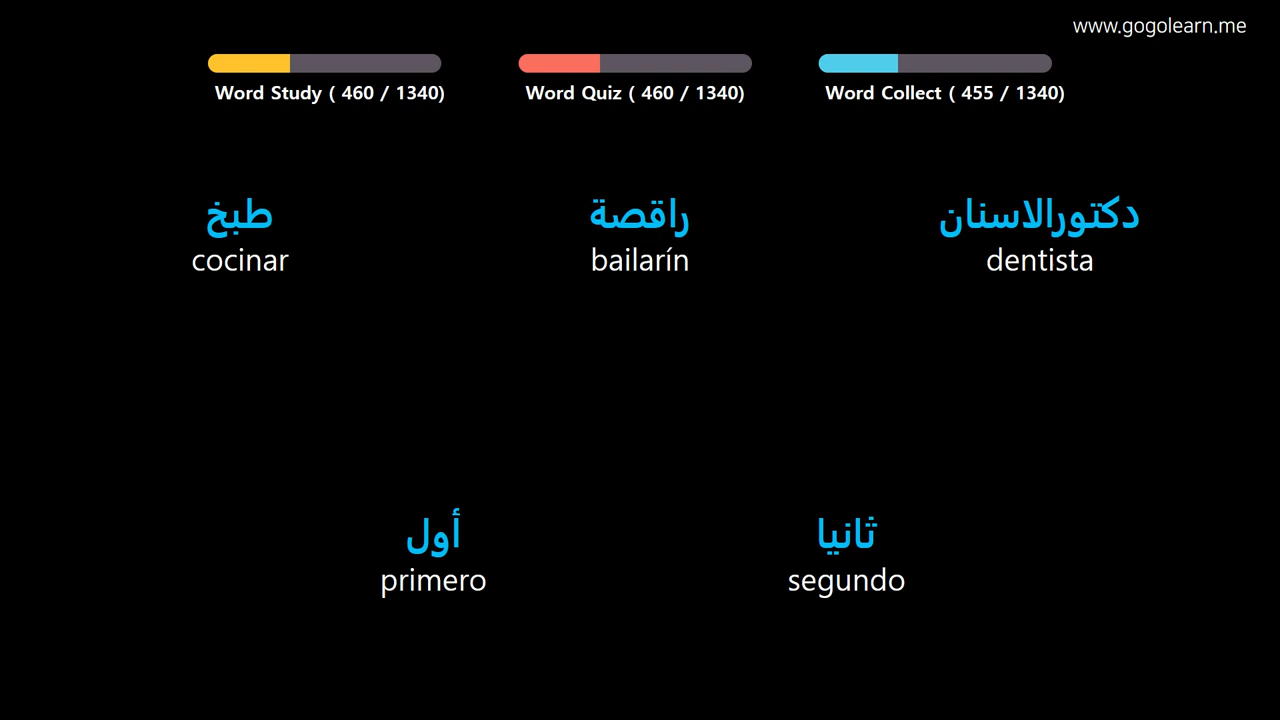 www.gogolearn.me
Word Study ( 460 / 1340)
Word Quiz ( 460 / 1340)
Word Collect ( 455 / 1340)
طبخ
cocinar
راقصة
bailarín
دكتورالاسنان
dentista
أول
primero
ثانيا
segundo